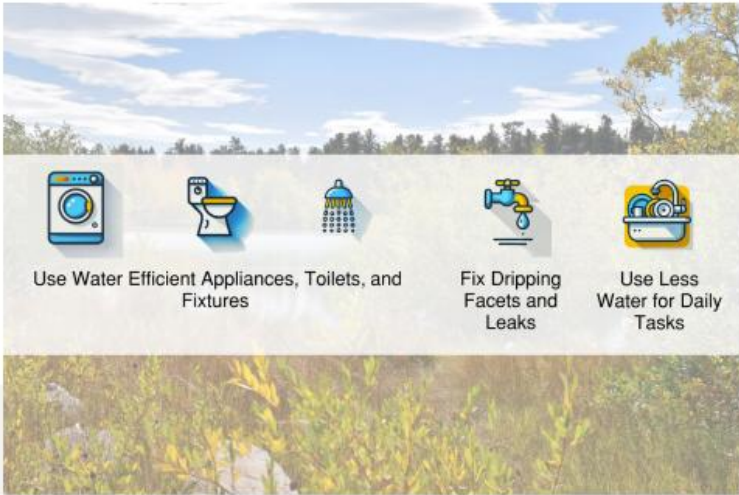 Use Water Efficient Appliances, Toilets, and
Fixtures
Fix Dripping
Facets and
Leaks
Use Less
Water for Daily
Tasks